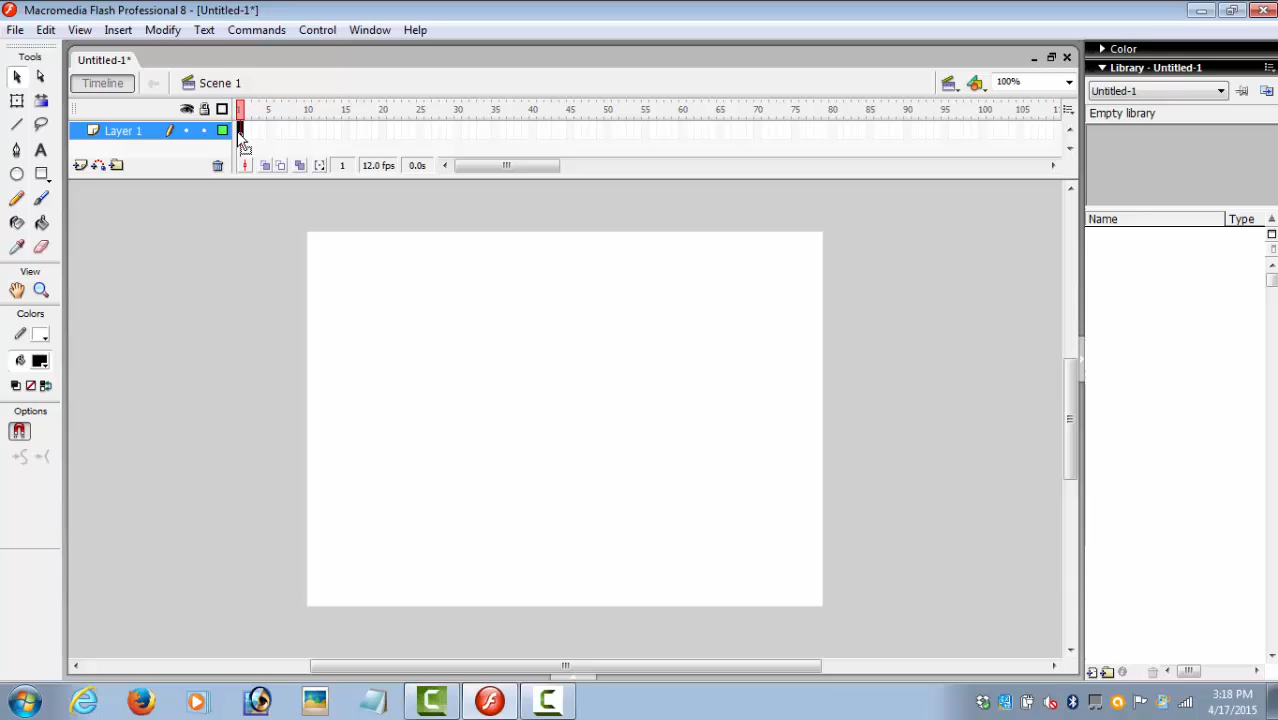 Macromedia Flash Professional 8 - [Untitled-1*]
File Edit View Insert Modify Text Commands Control Window Help
Tools
Untitled-1*
Timeline
Scene 1
100%
5 10 15 20 25 30 35 40 45 50 55 60 65 70 75 80 85 90 95 100 105
Layer 1
1 12.0 fps 0.0s
View
Colors
Options
Color
Library - Untitled-1
Untitled-1
Empty library
Name Type
3:18 PM
4/17/2015